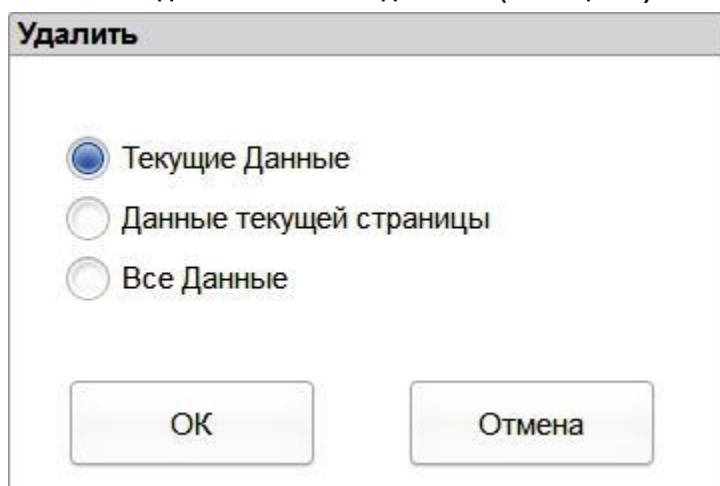 Удалить
Текущие Данные
Данные текущей страницы
Все Данные
ОК
Отмена